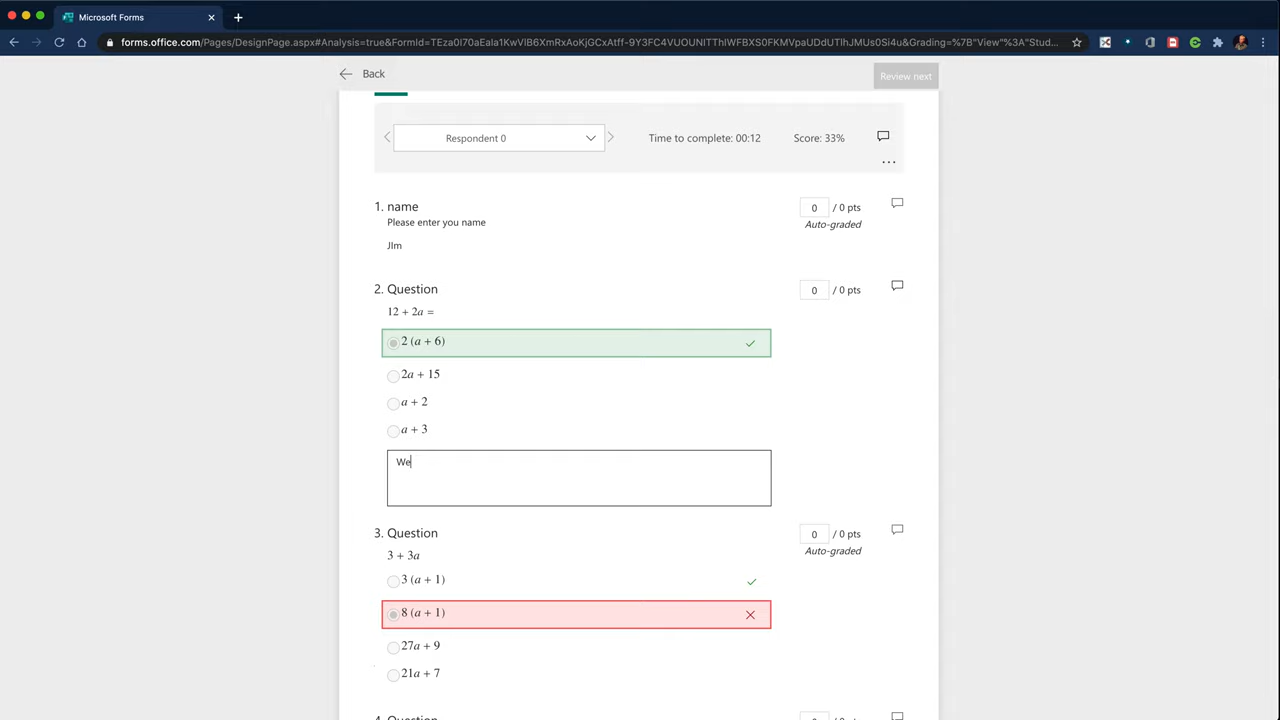 Microsoft Forms
forms.office.com/Pages/DesignPage.aspx#Analysis=true&FormId=TEza0I70aEaIa1KwVlB6XmRxAoKjGCxAtff-9Y3FC4VUOUNITThIWFBXS0FKMVpaUDdUTlhJMUs0Si4u&Grading=%7B"View"%3A"Stud...
Back
Review next
Respondent 0
Time to complete: 00:12
Score: 33%
1. name
0 / 0 pts
Please enter you name
Auto-graded
JIm
2. Question
0 / 0 pts
12 + 2a =
2 (a + 6)
2a + 15
a + 2
a + 3
We
3. Question
0 / 0 pts
Auto-graded
3 + 3a
3 (a + 1)
8 (a + 1)
27a + 9
21a + 7
4. Question